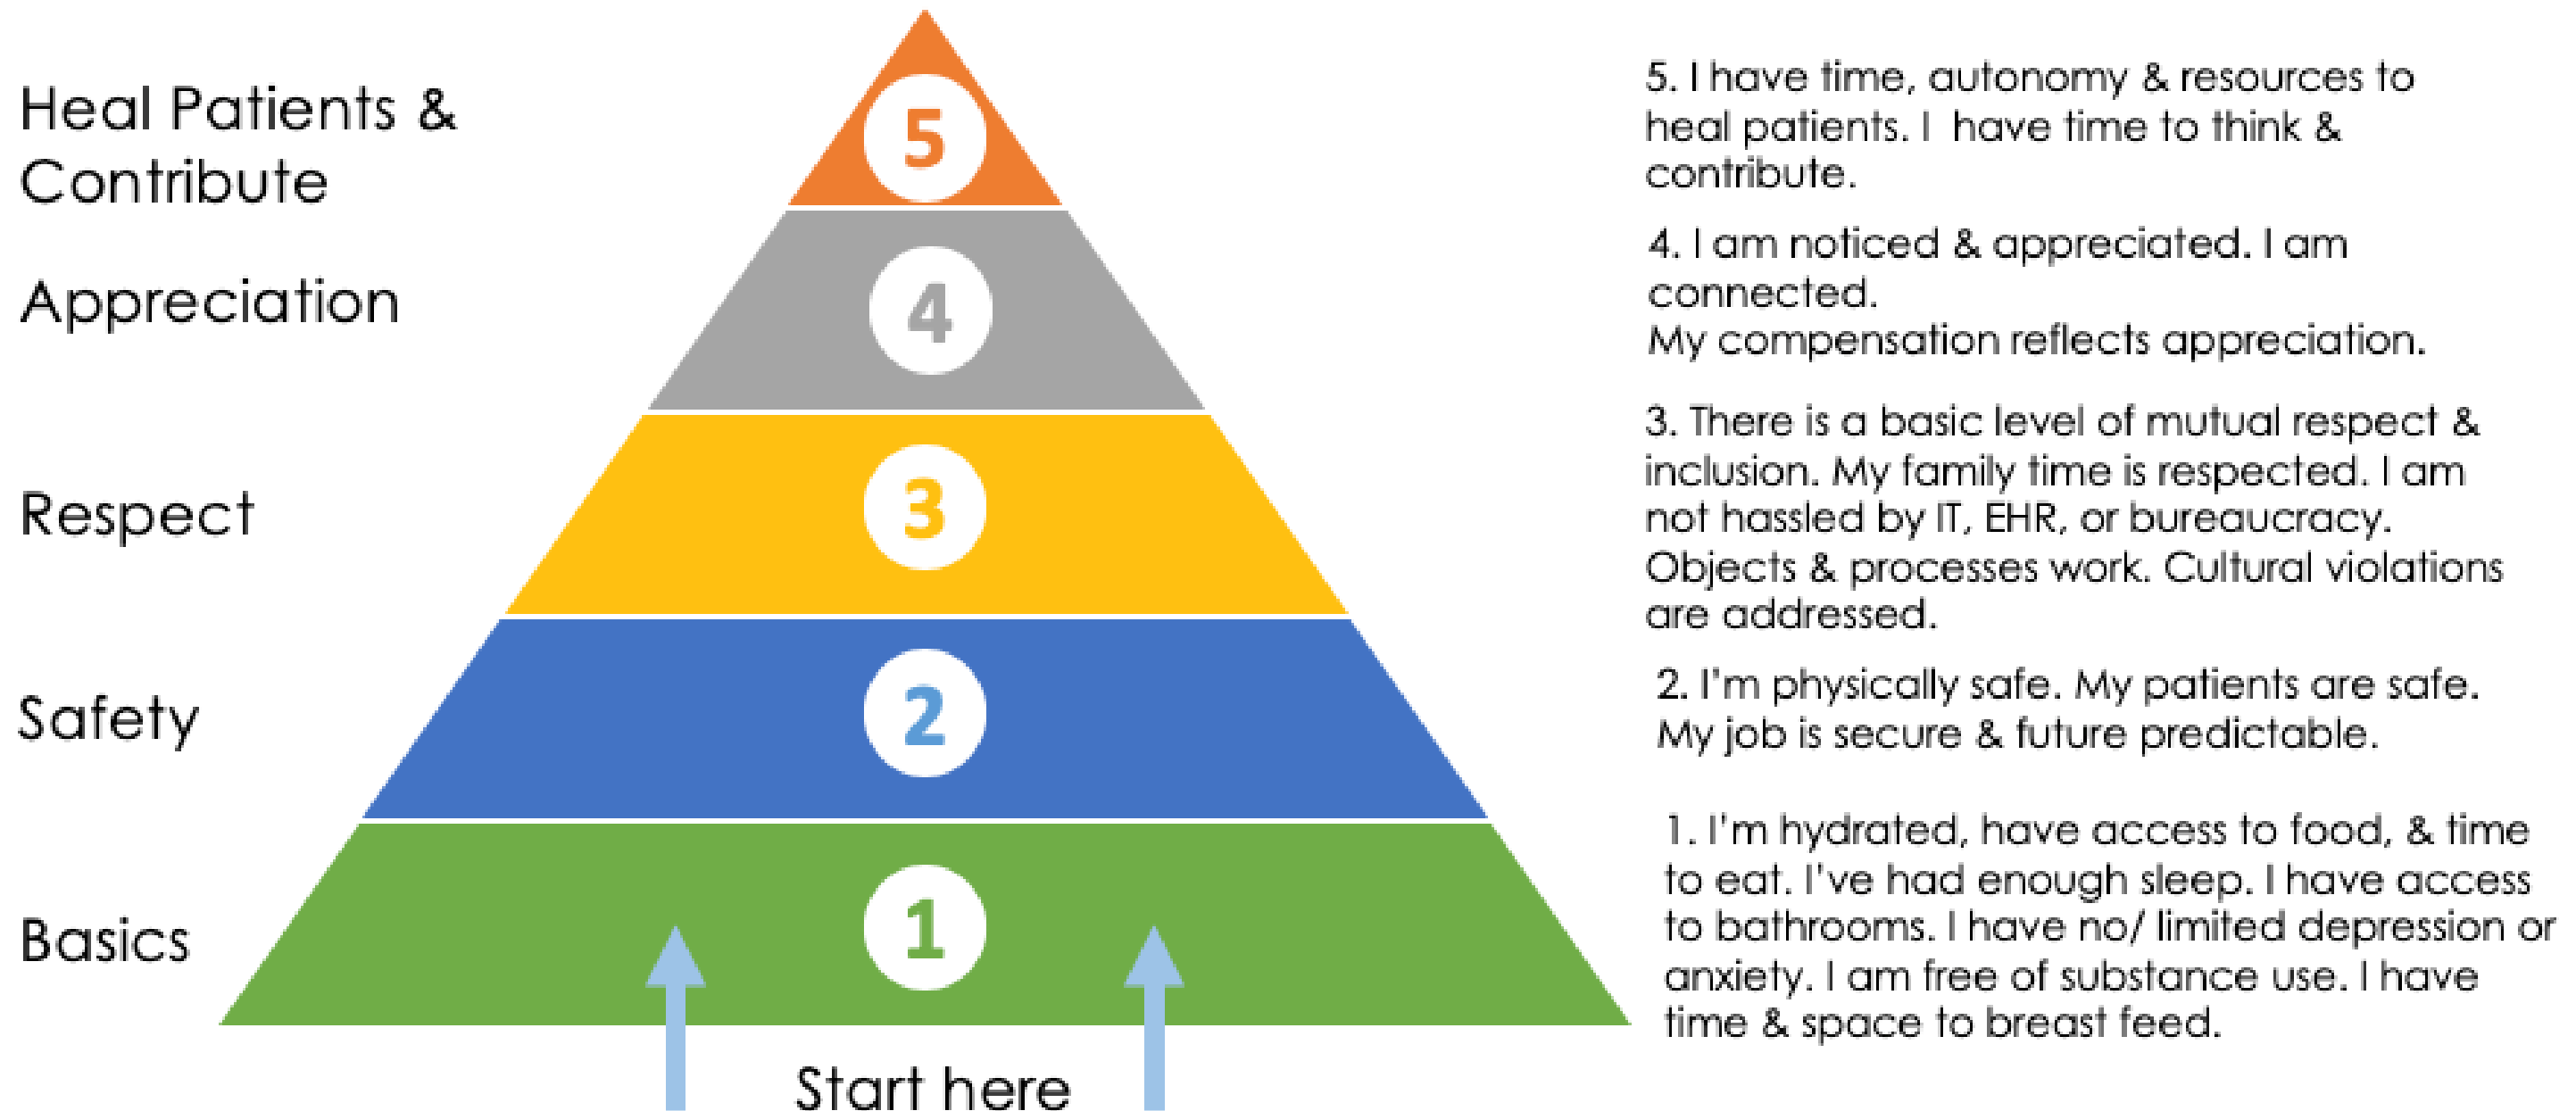 Heal Patients &
Contribute
Appreciation
Respect
Safety
Basics
5
4
3
2
1
Start here
5. I have time, autonomy & resources to
heal patients. I  have time to think &
contribute.
4. I am noticed & appreciated. I am
connected.
My compensation reflects appreciation.
3. There is a basic level of mutual respect &
inclusion. My family time is respected. I am
not hassled by IT, EHR, or bureaucracy.
Objects & processes work. Cultural violations
are addressed.
2. I'm physically safe. My patients are safe.
My job is secure & future predictable.
1. I'm hydrated, have access to food, & time
to eat. I've had enough sleep. I have access
to bathrooms. I have no/ limited depression or
anxiety. I am free of substance use. I have
time & space to breast feed.